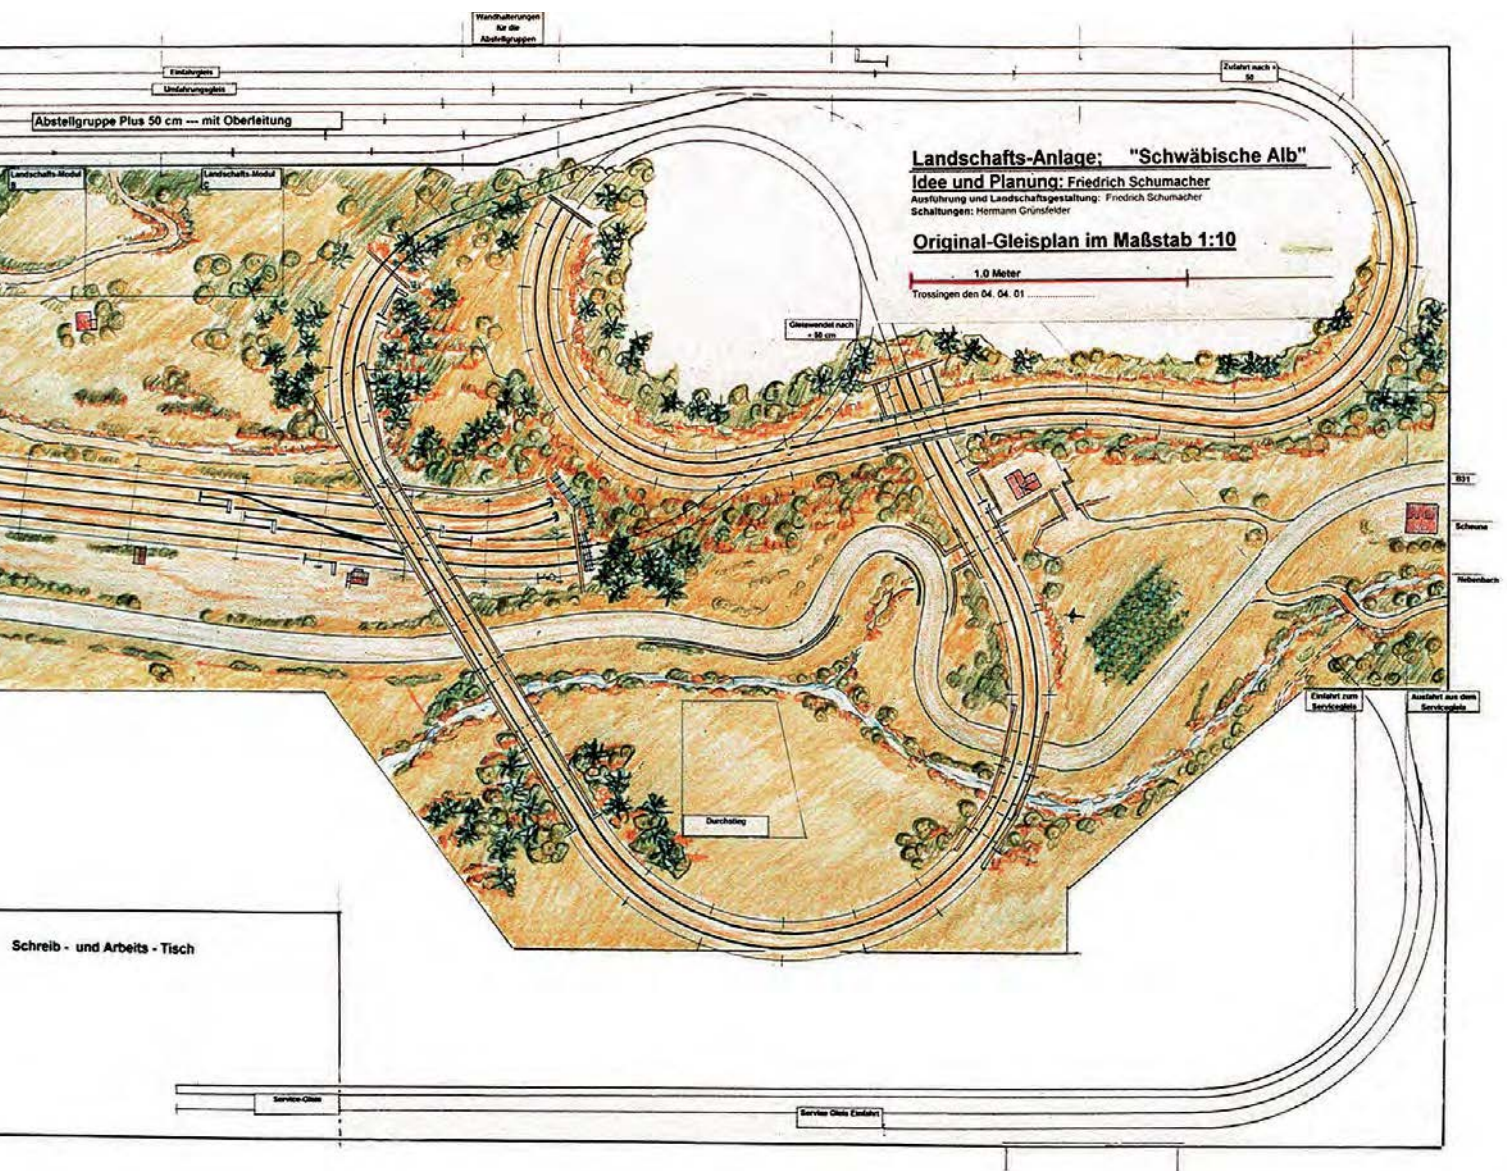 Wandhalterungen
für die
Abstellgruppen
Einfahrgleis
Umfahrungsgleis
Abstellgruppe Plus 50 cm --- mit Oberleitung
Zufahrt nach +
50
Landschafts-Modul
B
Landschafts-Modul
C
Landschafts-Anlage; "Schwäbische Alb"
Idee und Planung: Friedrich Schumacher
Ausführung und Landschaftsgestaltung: Friedrich Schumacher
Schaltungen: Hermann Grünsfelder
Original-Gleisplan im Maßstab 1:10
1.0 Meter
Trossingen den 04. 04. 01 ........................
Gleiswendel nach
+ 50 cm
B31
Scheune
Nebenbach
Einfahrt zum
Servicegleis
Ausfahrt aus dem
Servicegleis
Durchstieg
Schreib - und Arbeits - Tisch
Service-Gleis
Service Gleis Einfahrt